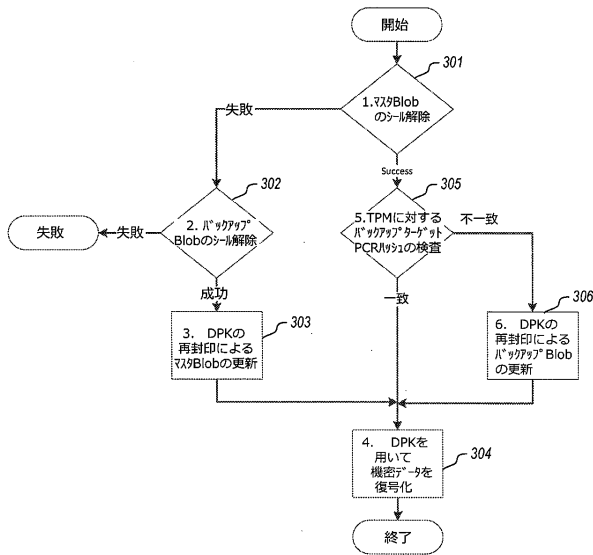 開始
301
1.ﾏｽﾀBlob
のｼｰﾙ解除
失敗
Success
302
305
2. ﾊﾞｯｸｱｯﾌﾟ
Blobのｼｰﾙ解除
失敗
失敗
5.TPMに対する
ﾊﾞｯｸｱｯﾌﾟﾀｰｹﾞｯﾄ
PCRﾊｯｼｭの検査
不一致
成功
一致
303
306
3. DPKの
再封印による
ﾏｽﾀBlobの更新
6. DPKの
再封印による
ﾊﾞｯｸｱｯﾌﾟBlob
の更新
4. DPKを
用いて
機密ﾃﾞｰﾀを
復号化
304
終了